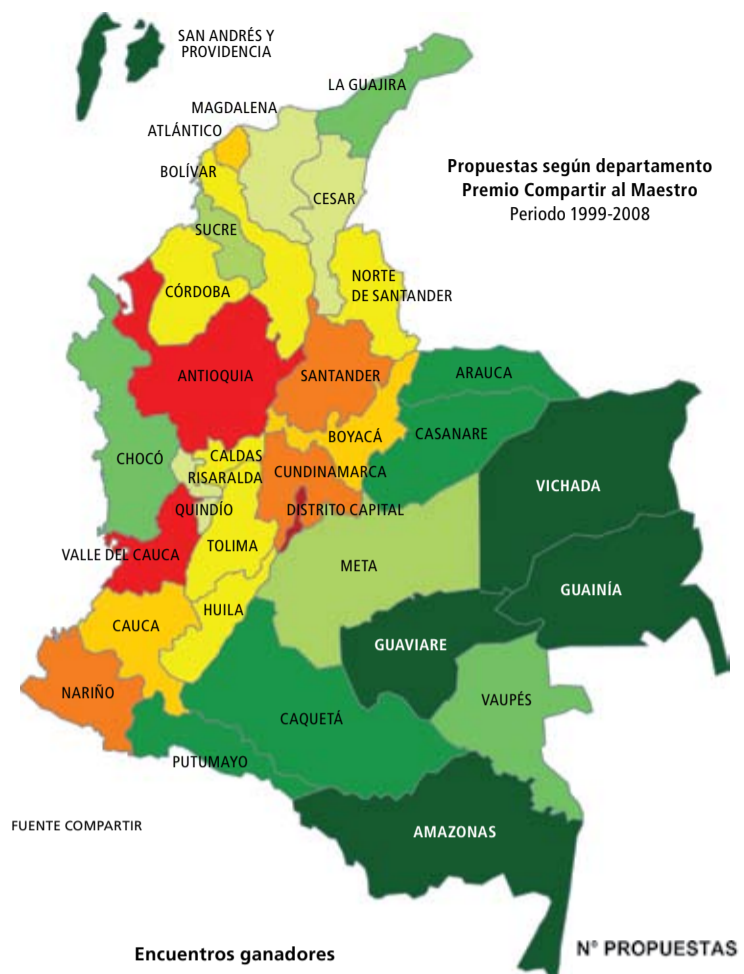 SAN ANDRÉS Y
PROVIDENCIA
LA GUAJIRA
MAGDALENA
ATLÁNTICO
BOLÍVAR
Propuestas según departamento
Premio Compartir al Maestro
Periodo 1999-2008
CESAR
SUCRE
NORTE
DE SANTANDER
CÓRDOBA
ANTIOQUIA
SANTANDER
ARAUCA
BOYACÁ
CASANARE
CHOCÓ
CALDAS
RISARALDA
CUNDINAMARCA
VICHADA
QUINDÍO
DISTRITO CAPITAL
VALLE DEL CAUCA
TOLIMA
META
GUAINÍA
HUILA
CAUCA
GUAVIARE
NARIÑO
VAUPÉS
CAQUETÁ
PUTUMAYO
FUENTE COMPARTIR
AMAZONAS
Encuentros ganadores
N° PROPUESTAS